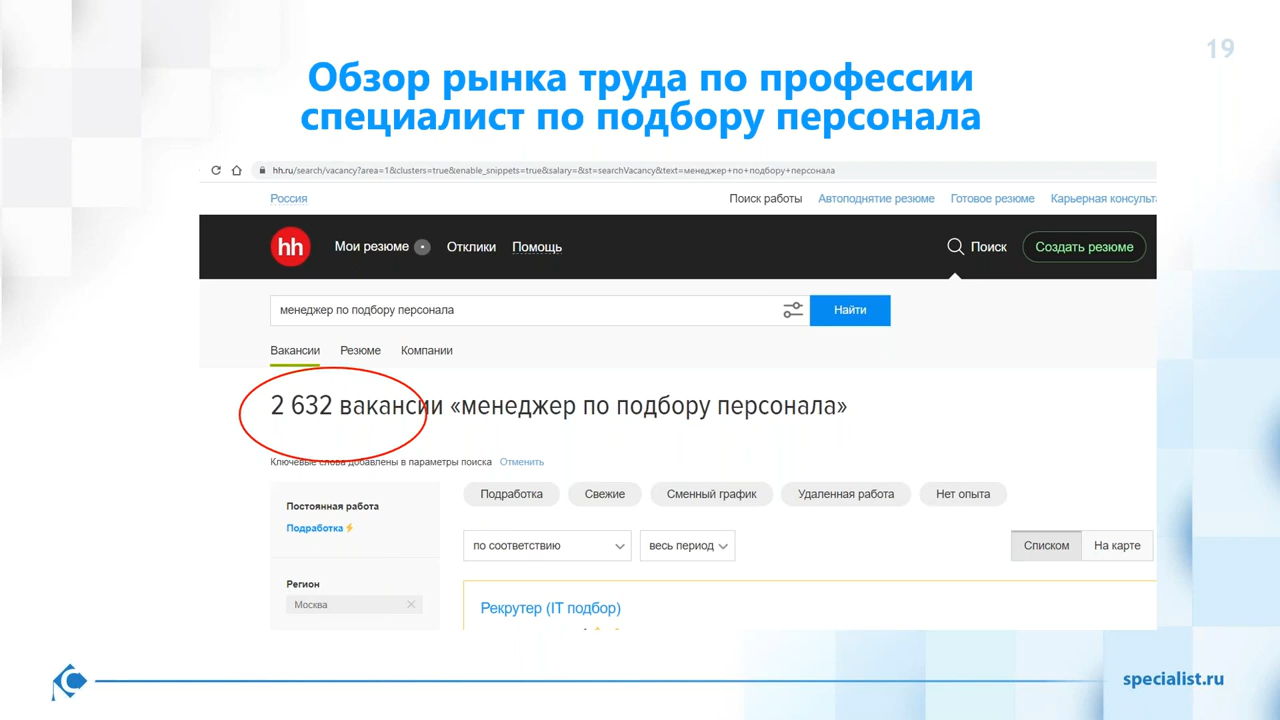 19
Обзор рынка труда по профессии
специалист по подбору персонала
hh.ru/search/vacancy?area=1&clusters=true&enable_snippets=true&salary=&st=searchVacancy&text=менеджер+по+подбору+персонала
Россия
Поиск работы Автоподнятие резюме Готовое резюме Карьерная консульта
hh Мои резюме Отклики Помощь Поиск Создать резюме
менеджер по подбору персонала Найти
Вакансии Резюме Компании
2 632 вакансии «менеджер по подбору персонала»
Ключевые слова добавлены в параметры поиска Отменить
Подработка Свежие Сменный график Удаленная работа Нет опыта
Постоянная работа
Подработка
по соответствию весь период Списком На карте
Регион
Москва
Рекрутер (IT подбор)
specialist.ru